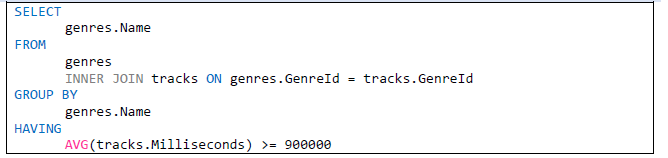 SELECT
genres.Name
FROM
genres
INNER JOIN tracks ON genres.GenreId = tracks.GenreId
GROUP BY
genres.Name
HAVING
AVG(tracks.Milliseconds) >= 900000